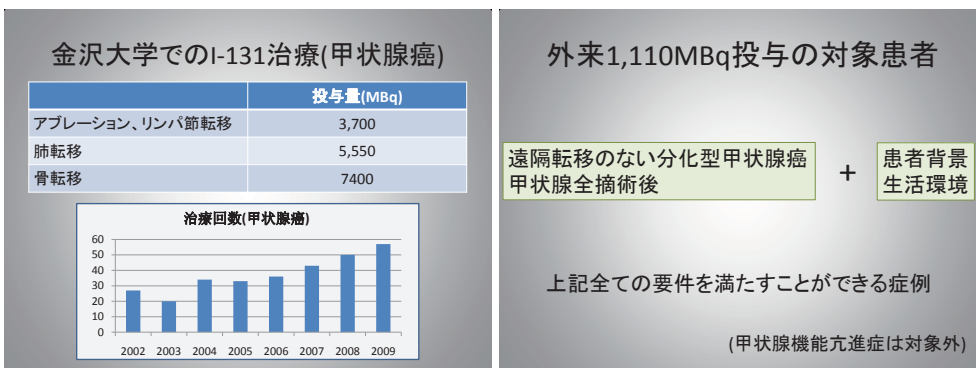 金沢大学でのI-131治療(甲状腺癌)
投与量(MBq)
アブレーション、リンパ節転移 3,700
肺転移 5,550
骨転移 7400
治療回数(甲状腺癌)
60
50
40
30
20
10
0
2002 2003 2004 2005 2006 2007 2008 2009
外来1,110MBq投与の対象患者
遠隔転移のない分化型甲状腺癌
甲状腺全摘術後
+
患者背景
生活環境
上記全ての要件を満たすことができる症例
(甲状腺機能亢進症は対象外)